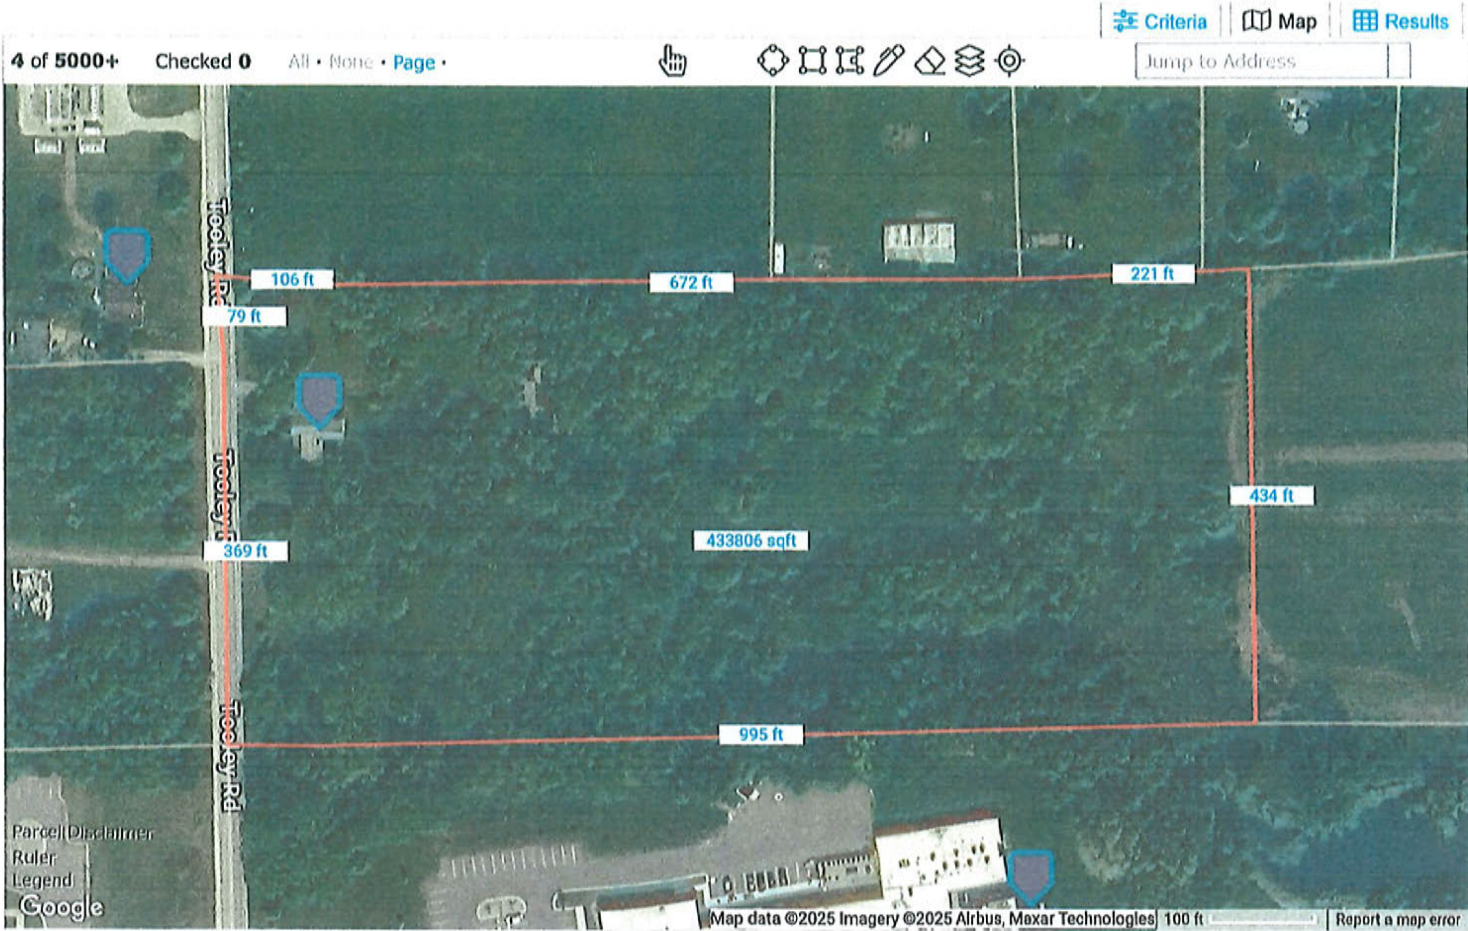 Criteria Map Results
4 of 5000+ Checked 0 All • None • Page • Jump to Address
Tooley Rd
106 ft
672 ft
221 ft
79 ft
Tooley
434 ft
433806 sqft
369 ft
995 ft
Tooley Rd
Parcel Disclaimer
Ruler
Legend
Google
Map data ©2025 Imagery ©2025 Airbus, Maxar Technologies 100 ft Report a map error